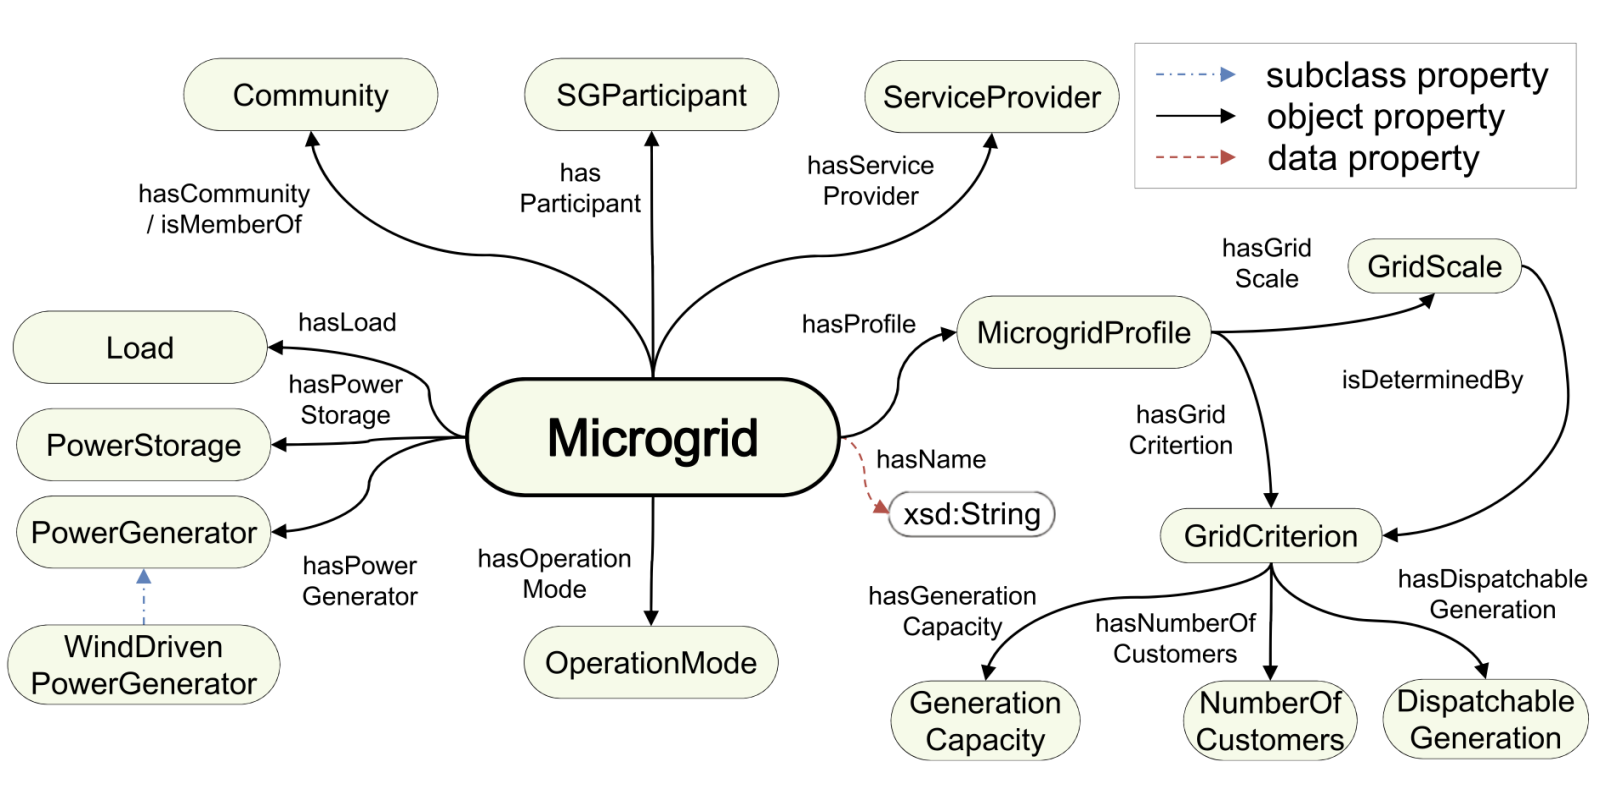 Community
SGParticipant
ServiceProvider
subclass property
object property
data property
hasCommunity
/ isMemberOf
has
Participant
hasService
Provider
hasGrid
Scale
GridScale
Load
hasLoad
hasProfile
MicrogridProfile
hasPower
Storage
isDeterminedBy
hasGrid
Critertion
PowerStorage
Microgrid
hasName
xsd:String
PowerGenerator
hasPower
Generator
hasOperation
Mode
GridCriterion
hasGeneration
Capacity
hasNumberOf
Customers
hasDispatchable
Generation
WindDriven
PowerGenerator
OperationMode
Generation
Capacity
NumberOf
Customers
Dispatchable
Generation